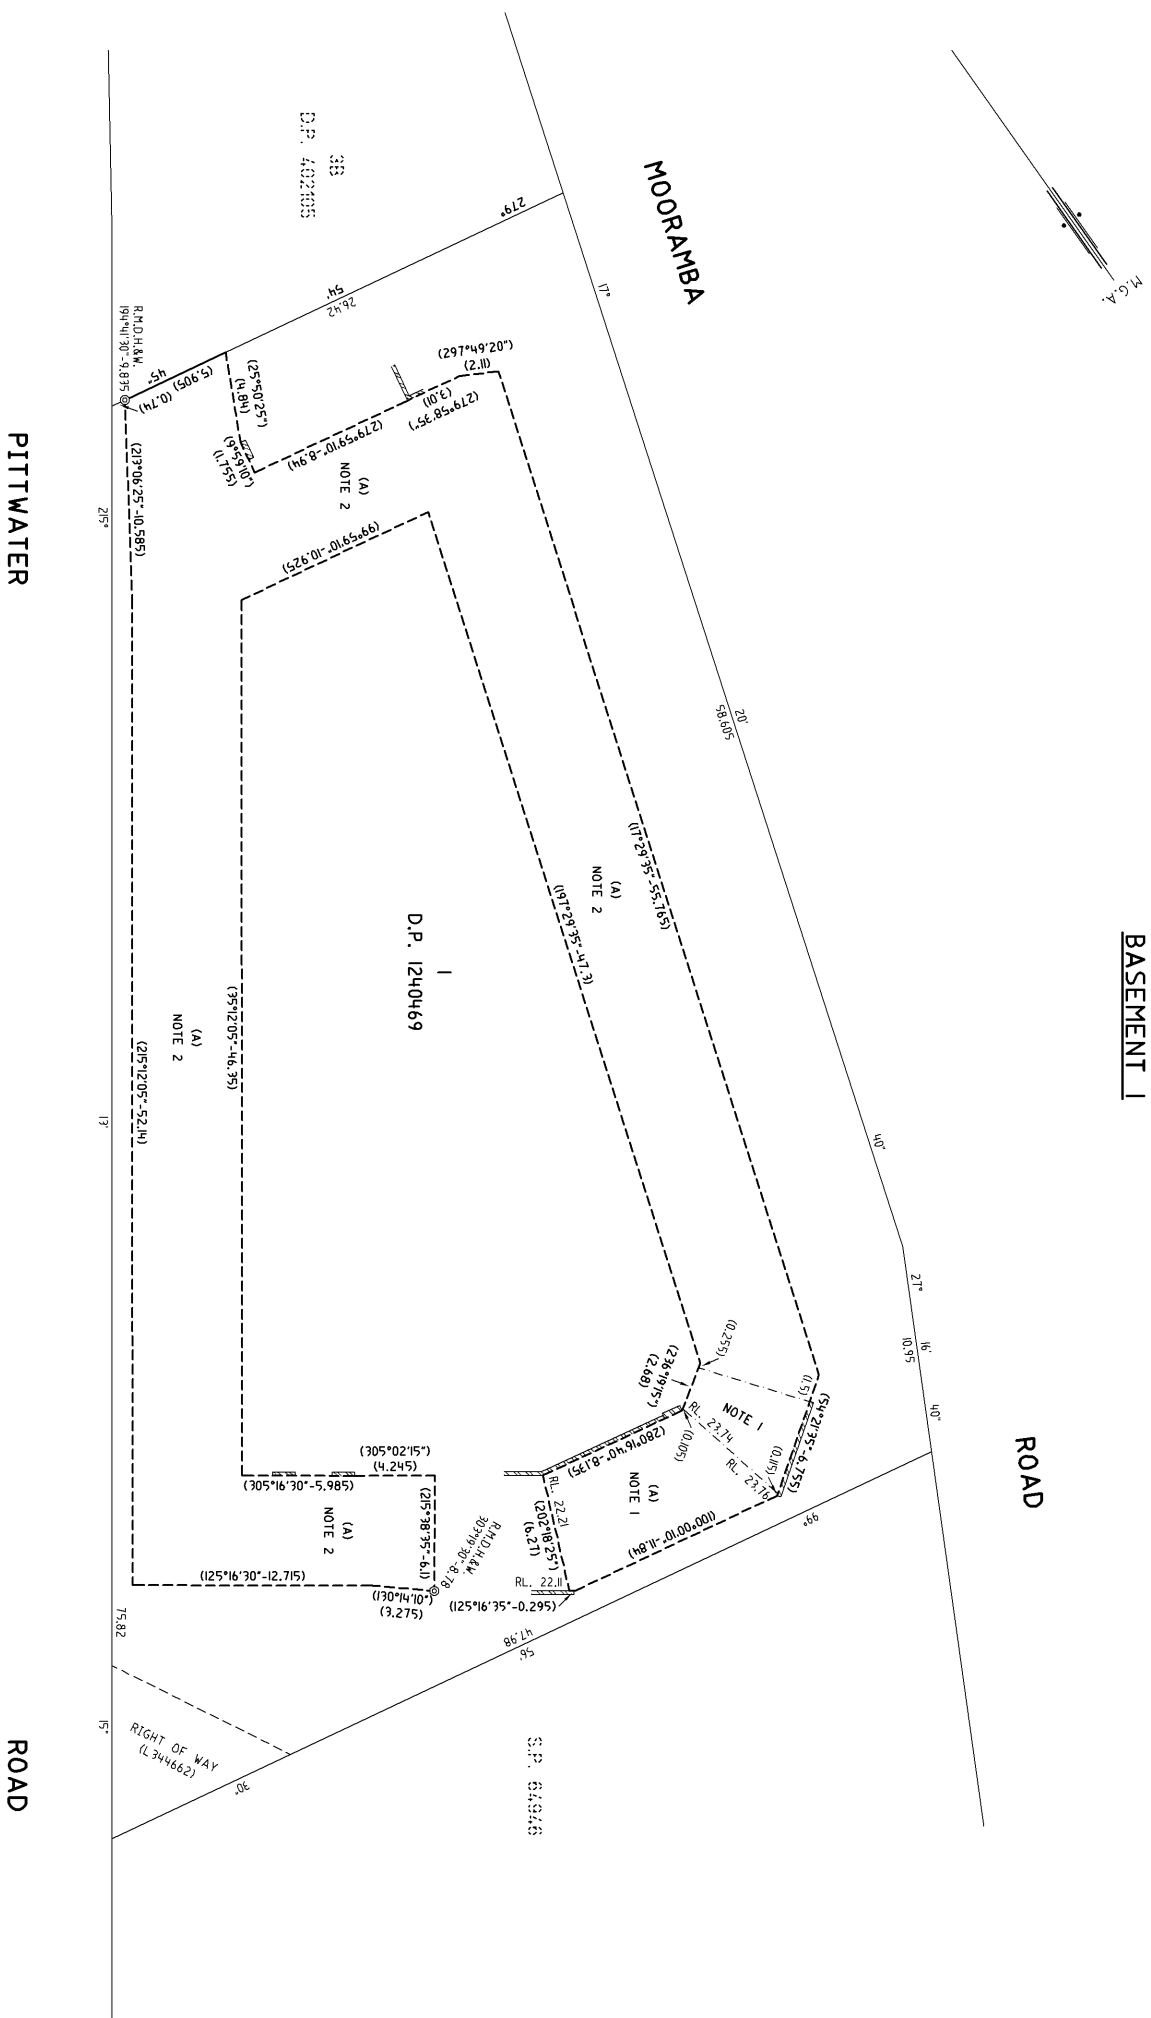 BASEMENT 1
M.G.A.
MOORAMBA
ROAD
PITTWATER
ROAD
3B
D.P. 402105
279°
54'
26.42
45"
(5.905)
(0.74)
R.M.D.H.&W.
194°41'30"-9.835
17°
20'
58.605
40"
27°
16'
10.95
40"
99°
56'
47.98
30"
215°
13'
75.82
15"
(297°49'20")
(2.11)
(279°58'35")
(3.01)
(279°59'10"-8.94)
(25°50'25")
(4.84)
(9°59'10")
(1.755)
(A)
NOTE 2
(99°59'10"-10.925)
(213°06'25"-10.585)
(17°29'35"-55.765)
(A)
NOTE 2
(197°29'35"-47.3)
1
D.P. 1240469
(35°12'05"-46.35)
(A)
NOTE 2
(215°12'05"-52.14)
(0.255)
(236°19'15")
(2.68)
(1.5)
(54°21'35"-6.755)
NOTE 1
RL. 23.74
(0.105)
(0.115)
RL. 23.76
(280°16'40"-8.135)
(A)
NOTE 1
(100°00'10"-11.84)
RL. 22.21
(202°18'25")
(6.27)
RL. 22.11
(125°16'35"-0.295)
(305°02'15")
(4.245)
(305°16'30"-5.985)
(215°38'35"-6.1)
R.M.D.H.&W.
303°19'30"-8.78
(A)
NOTE 2
(125°16'30"-12.715)
(130°14'10")
(3.275)
RIGHT OF WAY
(L344662)
S.P. 64946